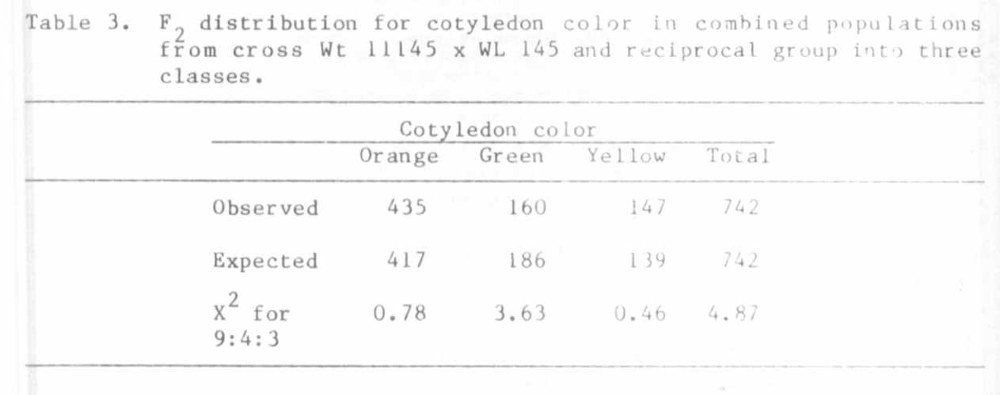 Table 3. F2 distribution for cotyledon color in combined populations
from cross Wt 11145 x WL 145 and reciprocal group into three
classes.
Cotyledon color
Orange Green Yellow Total
Observed 435 160 147 742
Expected 417 186 139 742
X2 for 0.78 3.63 0.46 4.87
9:4:3